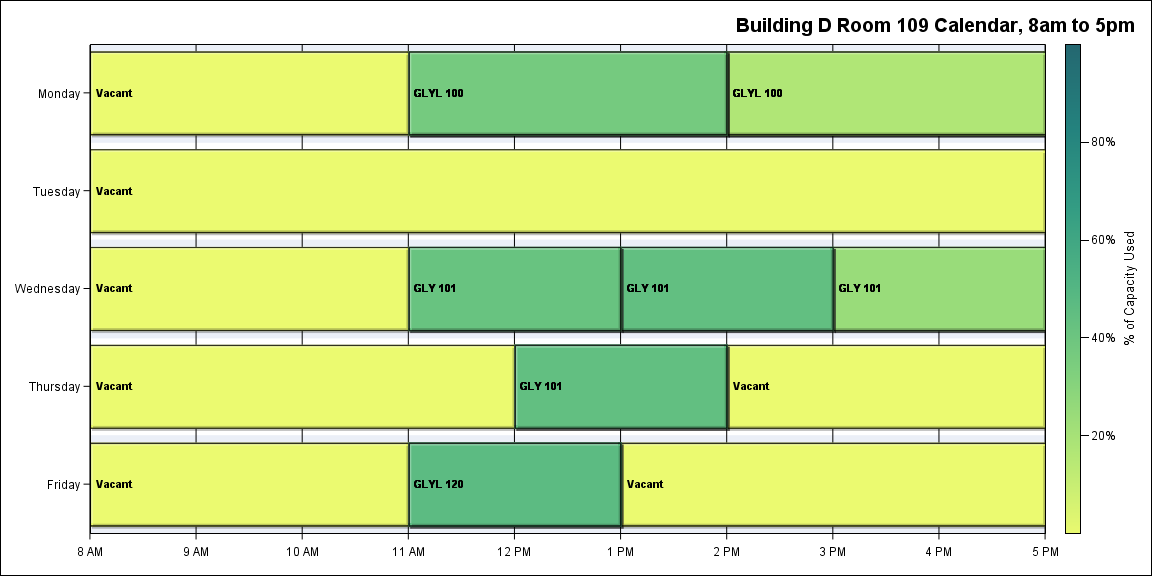 Building D Room 109 Calendar, 8am to 5pm
Monday
Vacant
GLYL 100
GLYL 100
Tuesday
Vacant
Wednesday
Vacant
GLY 101
GLY 101
GLY 101
Thursday
Vacant
GLY 101
Vacant
Friday
Vacant
GLYL 120
Vacant
8 AM
9 AM
10 AM
11 AM
12 PM
1 PM
2 PM
3 PM
4 PM
5 PM
80%
60%
40%
20%
% of Capacity Used